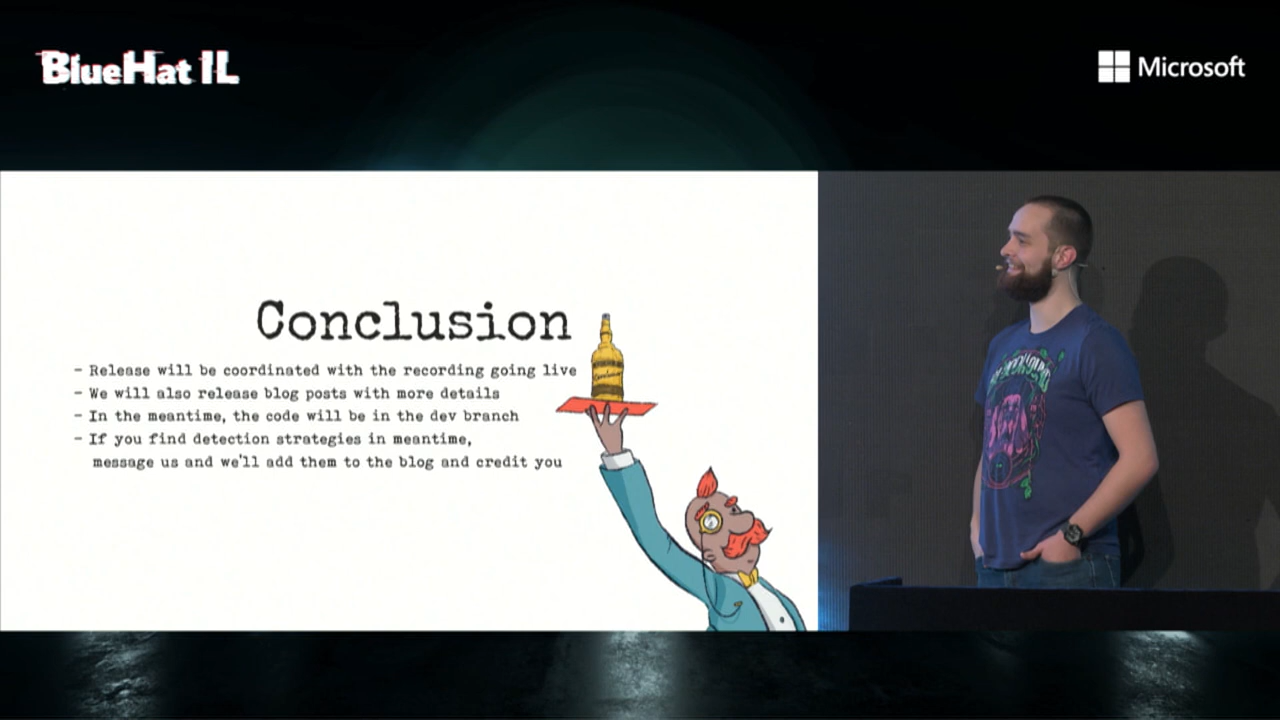 BlueHat IL
Microsoft
Conclusion
- Release will be coordinated with the recording going live
- We will also release blog posts with more details
- In the meantime, the code will be in the dev branch
- If you find detection strategies in meantime,
message us and we'll add them to the blog and credit you